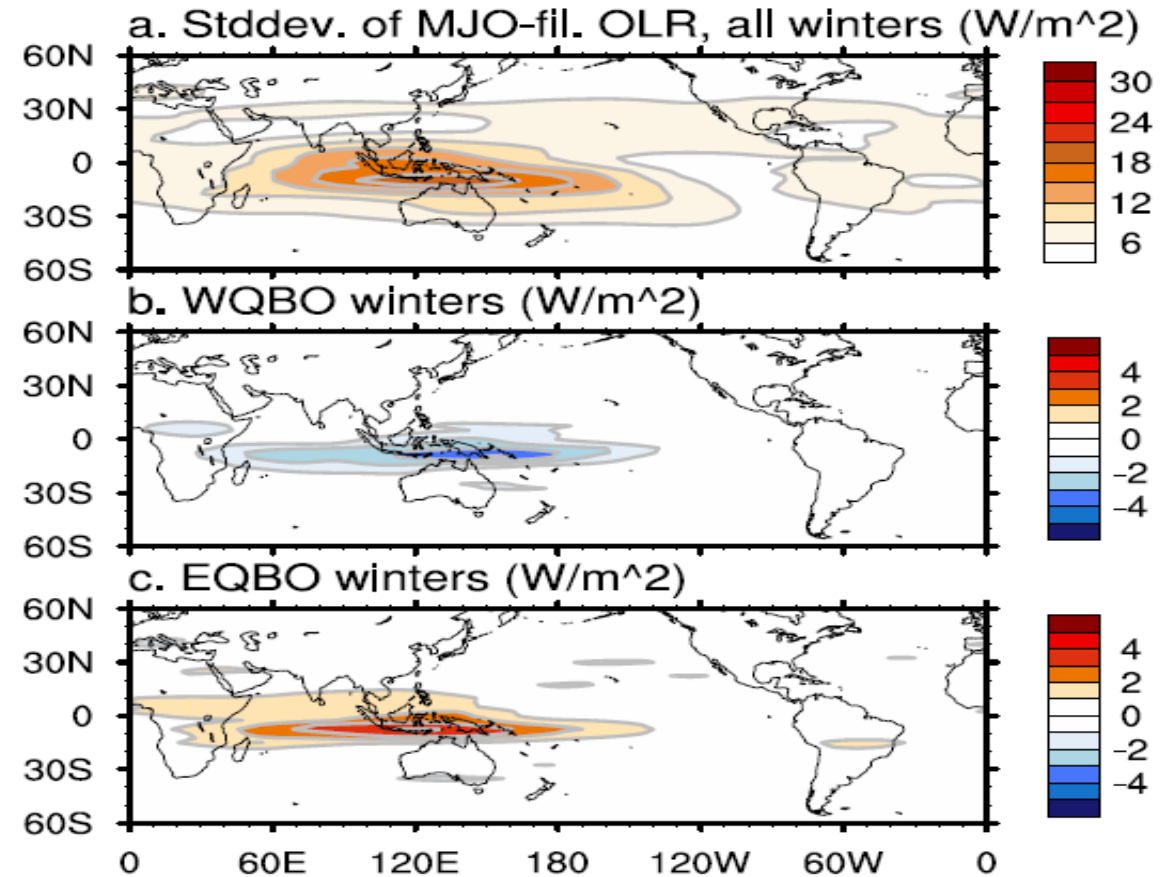 a. Stddev. of MJO-fil. OLR, all winters (W/m^2)
60N
30N
0
30S
60S
30
24
18
12
6
b. WQBO winters (W/m^2)
60N
30N
0
30S
60S
4
2
0
-2
-4
c. EQBO winters (W/m^2)
60N
30N
0
30S
60S
4
2
0
-2
-4
0 60E 120E 180 120W 60W 0